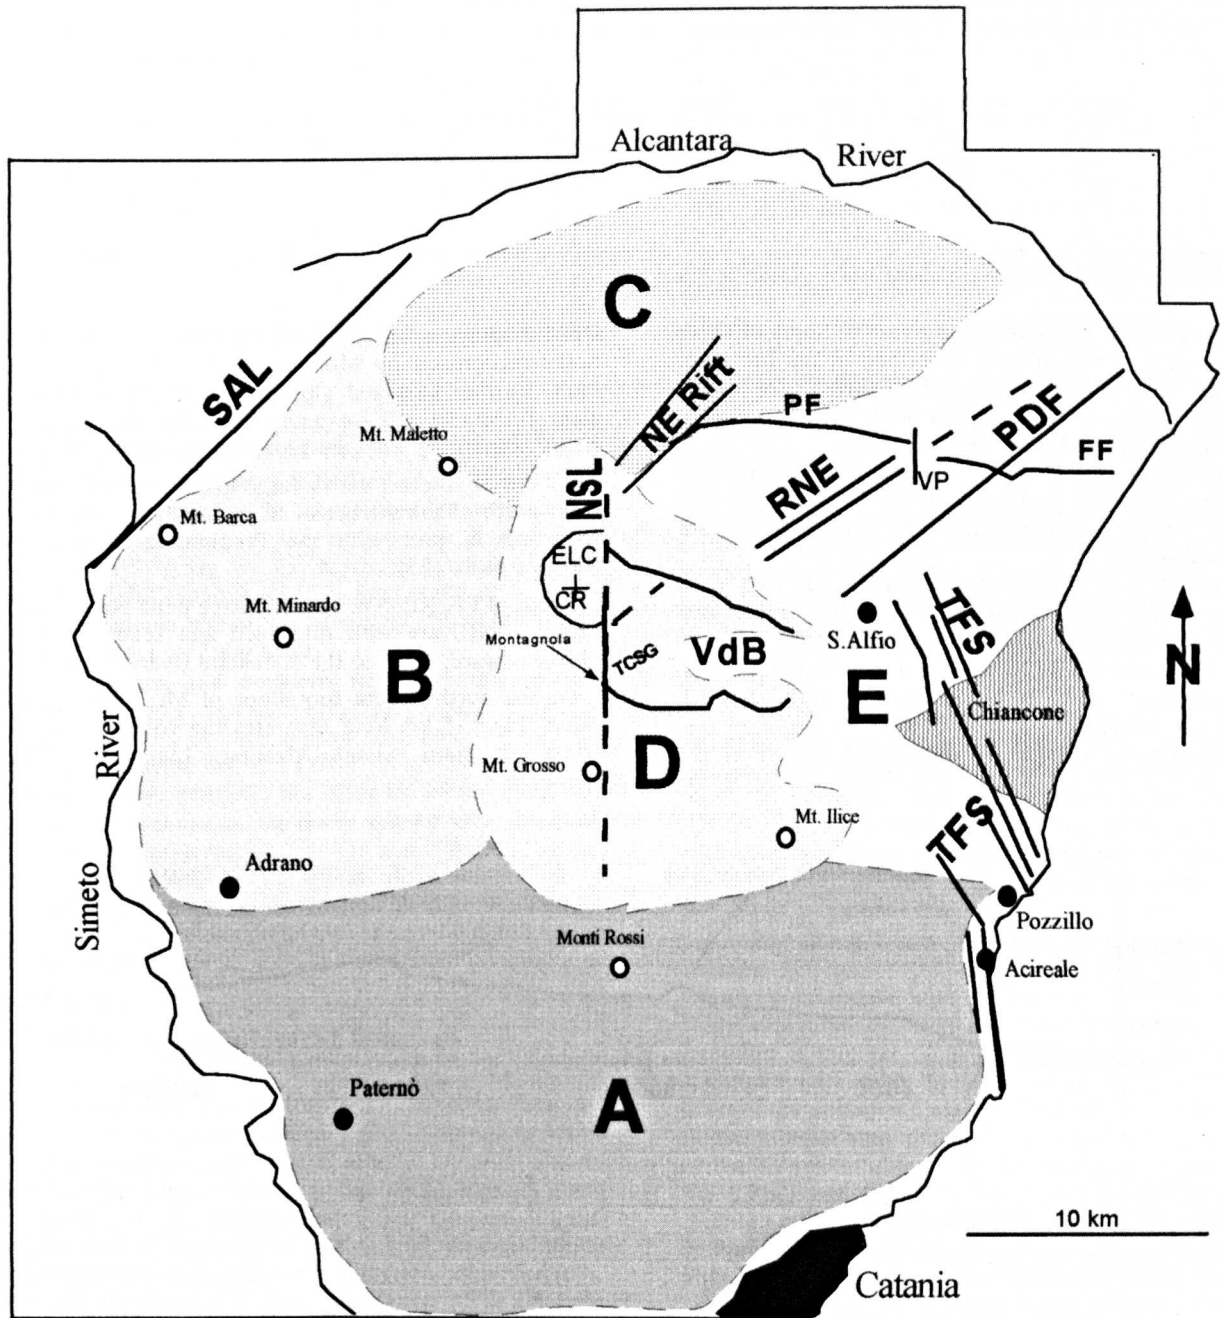 Alcantara
River
C
SAL
NE Rift
PF
PDF
FF
Mt. Maletto
NSL
RNE
VP
Mt. Barca
ELC
CR
Mt. Minardo
Montagnola
TCSG
VdB
S.Alfio
TFS
N
B
E
Chiancone
River
Mt. Grosso
D
Mt. Ilice
TFS
Adrano
Simeto
Pozzillo
Monti Rossi
Acireale
Paternò
A
10 km
Catania